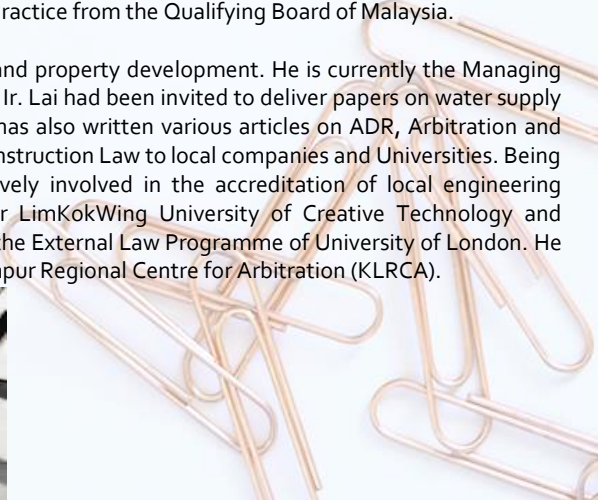 ractice from the Qualifying Board of Malaysia.
and property development. He is currently the Managing
Ir. Lai had been invited to deliver papers on water supply
has also written various articles on ADR, Arbitration and
nstruction Law to local companies and Universities. Being
vely involved in the accreditation of local engineering
r LimKokWing University of Creative Technology and
the External Law Programme of University of London. He
pur Regional Centre for Arbitration (KLRCA).